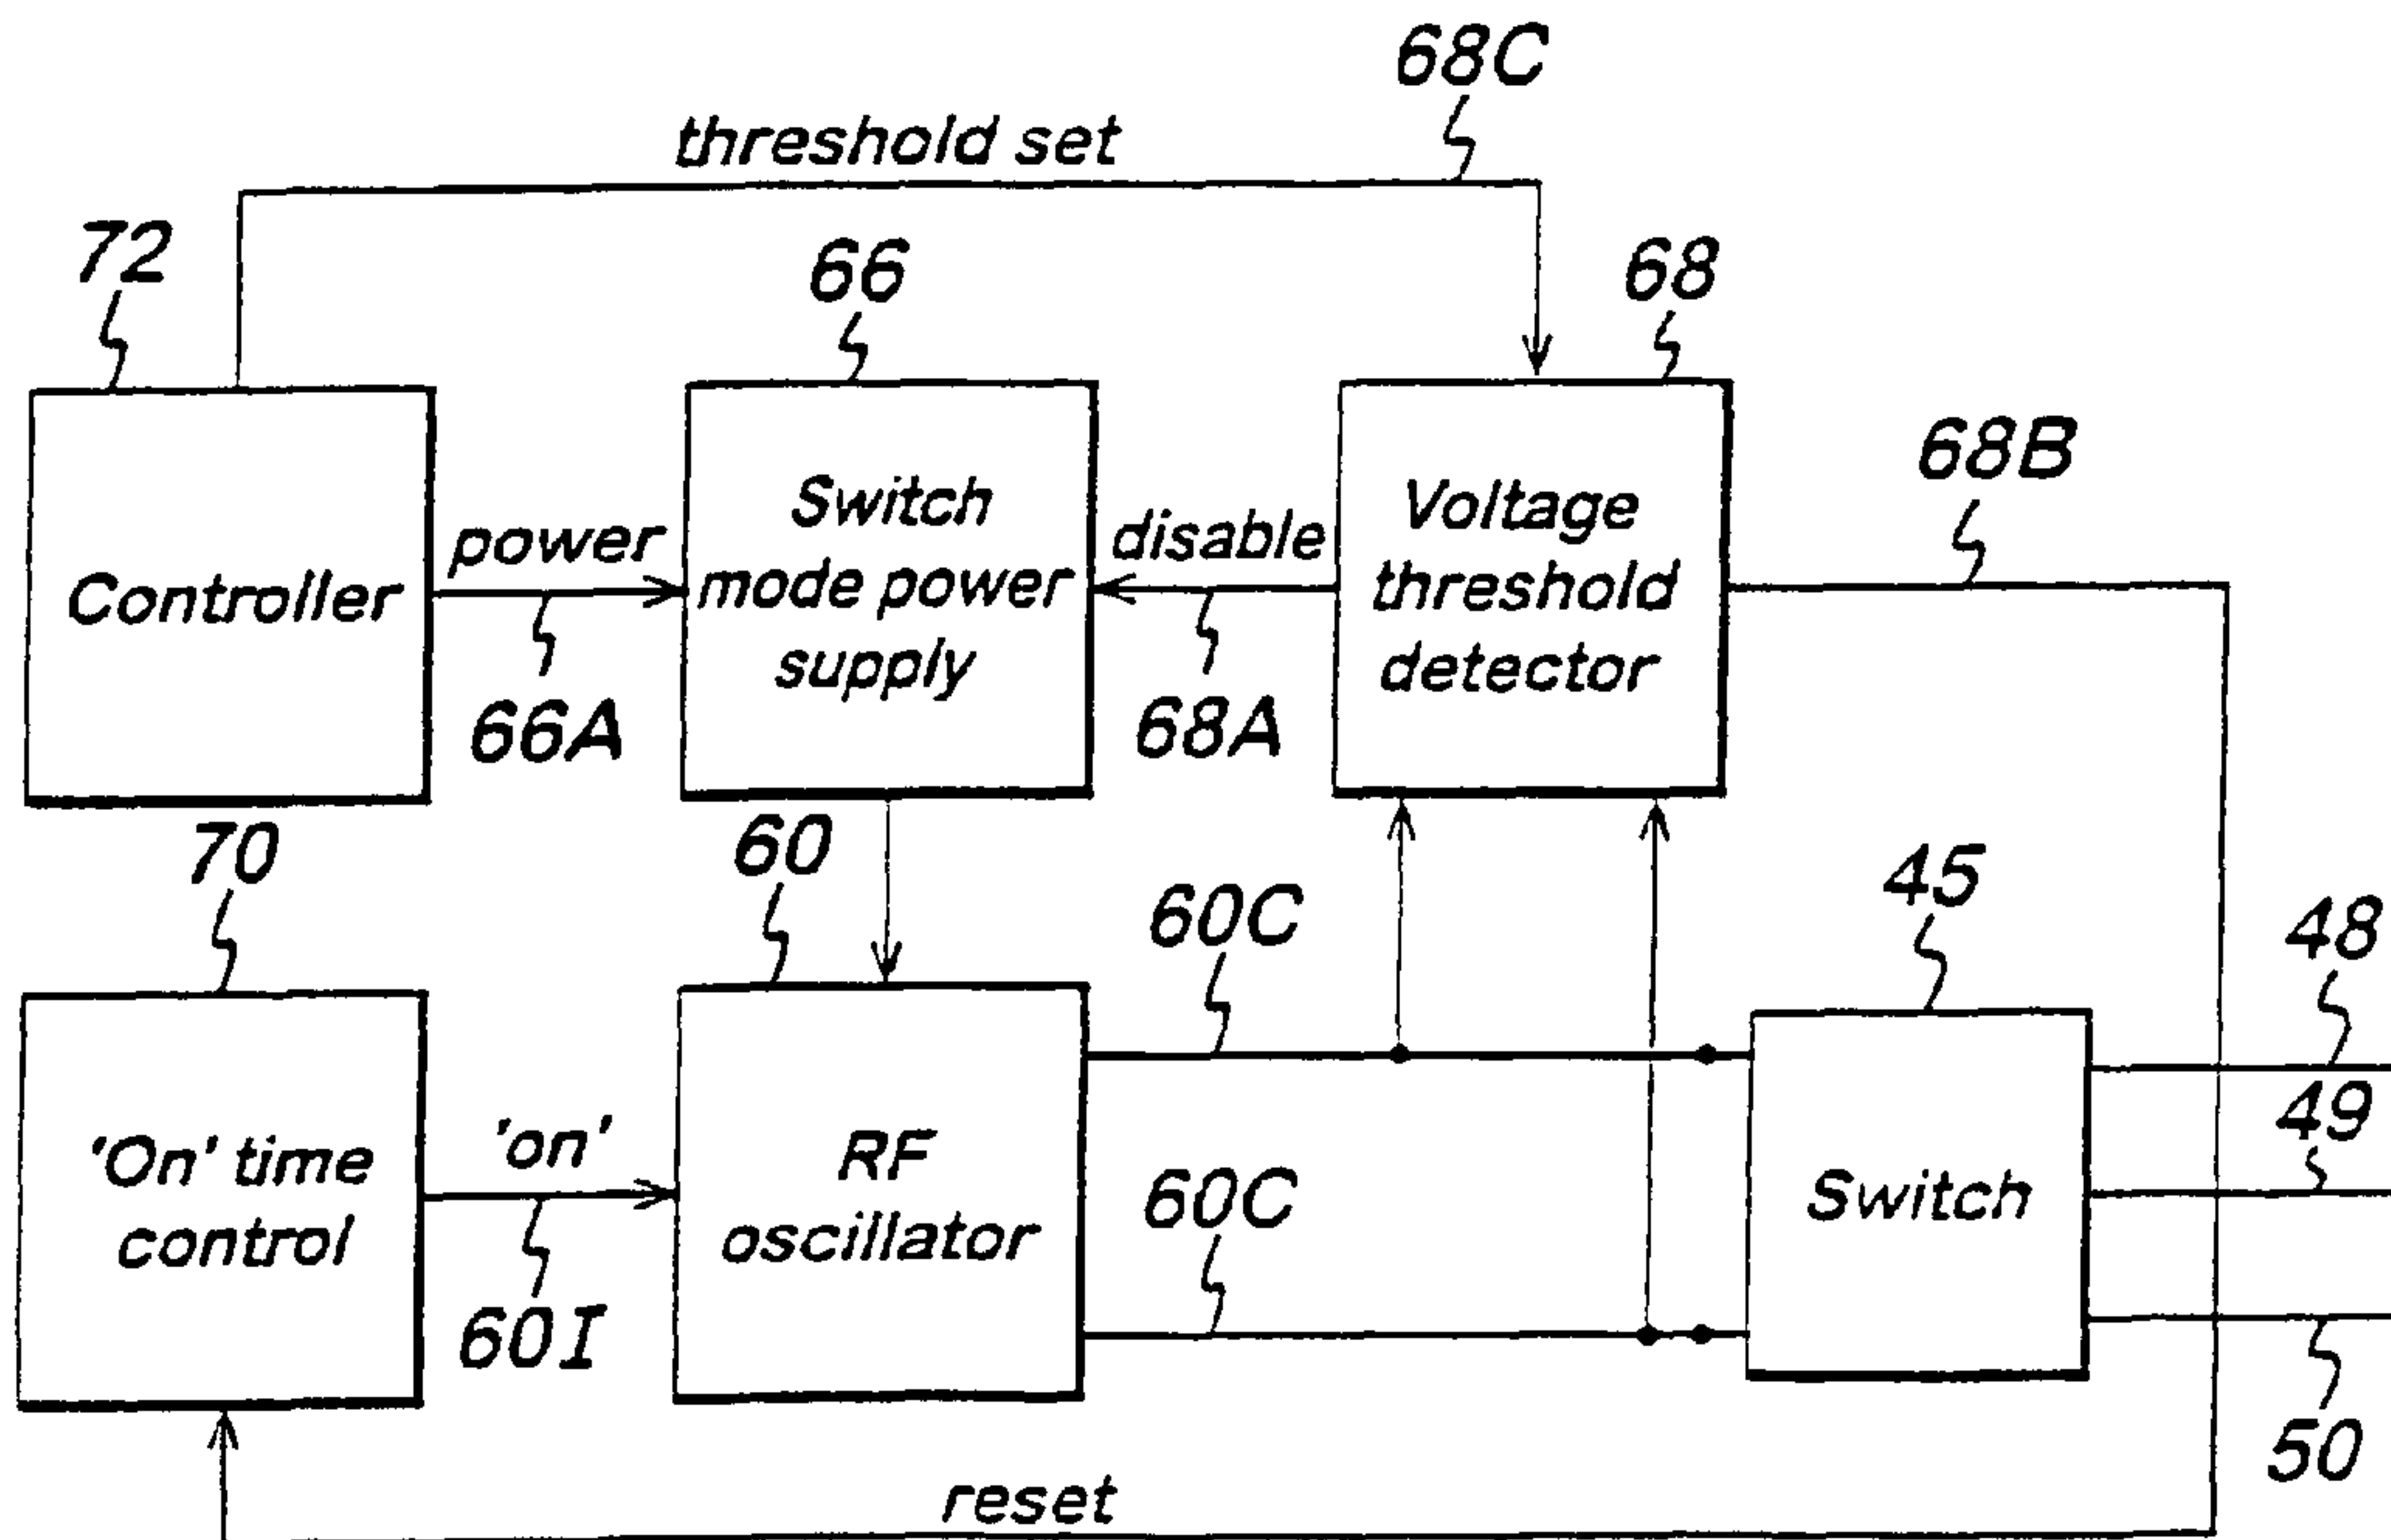 68C
threshold set
72
66
68
68B
Controller
power
66A
Switch
mode power
supply
disable
68A
Voltage
threshold
detector
70
60
60C
45
48
49
'On' time
control
'on'
60I
RF
oscillator
60C
Switch
50
reset